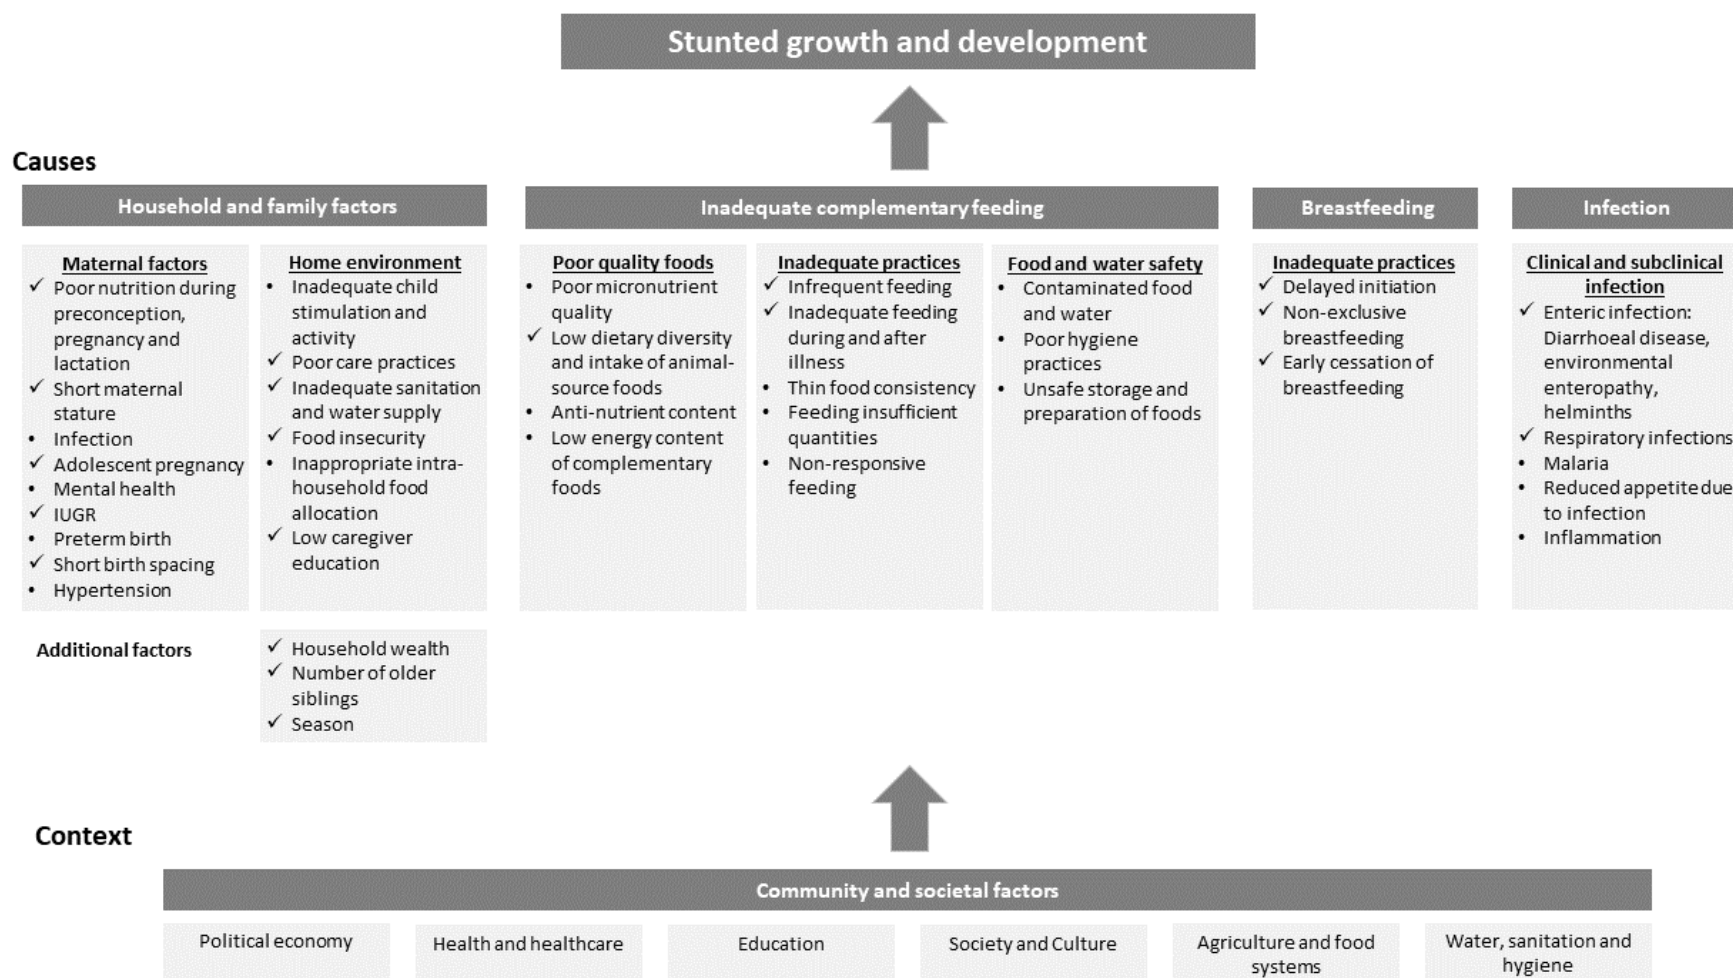 Stunted growth and development
Causes
Household and family factors
Maternal factors
✓ Poor nutrition during
preconception,
pregnancy and
lactation
✓ Short maternal
stature
• Infection
✓ Adolescent pregnancy
• Mental health
✓ IUGR
• Preterm birth
✓ Short birth spacing
• Hypertension
Home environment
• Inadequate child
stimulation and
activity
✓ Poor care practices
✓ Inadequate sanitation
and water supply
✓ Food insecurity
• Inappropriate intra-
household food
allocation
✓ Low caregiver
education
Additional factors
✓ Household wealth
✓ Number of older
siblings
✓ Season
Inadequate complementary feeding
Poor quality foods
• Poor micronutrient
quality
✓ Low dietary diversity
and intake of animal-
source foods
• Anti-nutrient content
• Low energy content
of complementary
foods
Inadequate practices
✓ Infrequent feeding
✓ Inadequate feeding
during and after
illness
• Thin food consistency
• Feeding insufficient
quantities
• Non-responsive
feeding
Food and water safety
• Contaminated food
and water
• Poor hygiene
practices
• Unsafe storage and
preparation of foods
Breastfeeding
Inadequate practices
✓ Delayed initiation
✓ Non-exclusive
breastfeeding
✓ Early cessation of
breastfeeding
Infection
Clinical and subclinical
infection
✓ Enteric infection:
Diarrhoeal disease,
environmental
enteropathy,
helminths
✓ Respiratory infections
• Malaria
• Reduced appetite due
to infection
• Inflammation
Context
Community and societal factors
Political economy
Health and healthcare
Education
Society and Culture
Agriculture and food
systems
Water, sanitation and
hygiene